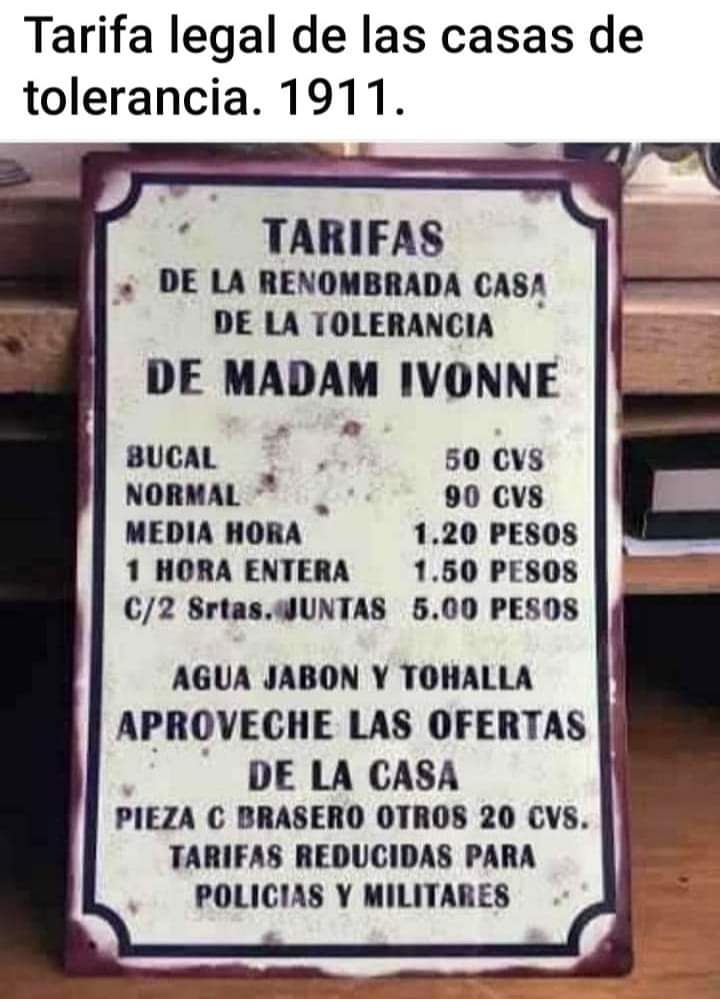 Tarifa legal de las casas de
tolerancia. 1911.
TARIFAS
DE LA RENOMBRADA CASA
DE LA TOLERANCIA
DE MADAM IVONNE
BUCAL 50 CVS
NORMAL 90 CVS
MEDIA HORA 1.20 PESOS
1 HORA ENTERA 1.50 PESOS
C/2 Srtas. JUNTAS 5.00 PESOS
AGUA JABON Y TOHALLA
APROVECHE LAS OFERTAS
DE LA CASA
PIEZA C BRASERO OTROS 20 CVS.
TARIFAS REDUCIDAS PARA
POLICIAS Y MILITARES